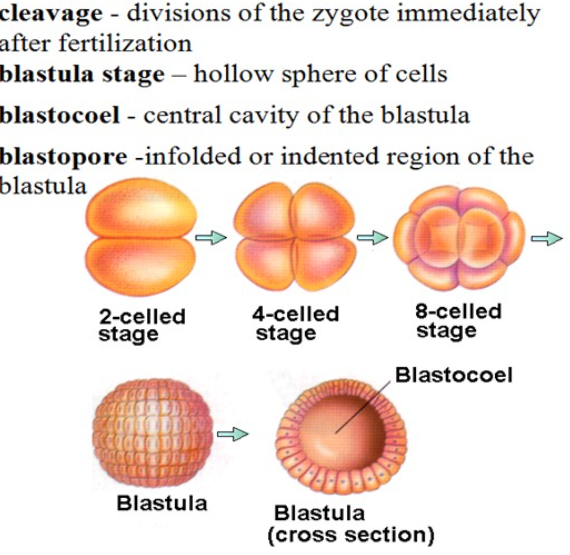 cleavage - divisions of the zygote immediately
after fertilization
blastula stage – hollow sphere of cells
blastocoel - central cavity of the blastula
blastopore -infolded or indented region of the
blastula
2-celled
stage
4-celled
stage
8-celled
stage
Blastocoel
Blastula
Blastula
(cross section)